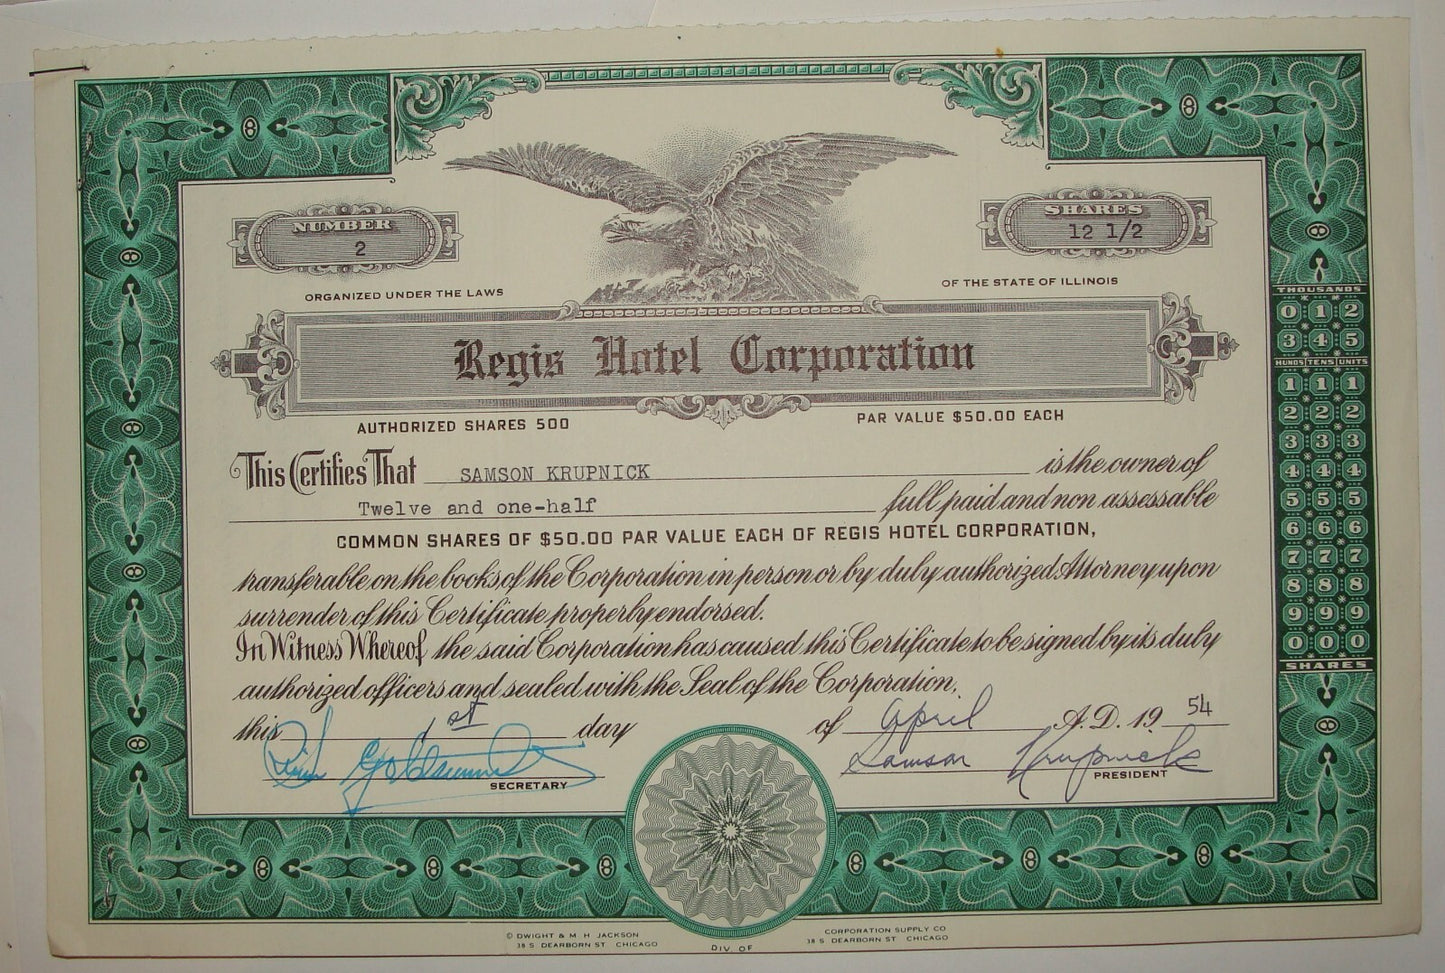 NUMBER
2
SHARES
12 1/2
ORGANIZED UNDER THE LAWS
OF THE STATE OF ILLINOIS
Regis Hotel Corporation
AUTHORIZED SHARES 500
PAR VALUE $50.00 EACH
This Certifies That SAMSON KRUPNICK is the owner of
Twelve and one-half full paid and non assessable
COMMON SHARES OF $50.00 PAR VALUE EACH OF REGIS HOTEL CORPORATION,
transferable on the books of the Corporation in person or by duly authorized Attorney upon
surrender of this Certificate properly endorsed.
In Witness Whereof the said Corporation has caused this Certificate to be signed by its duly
authorized officers and sealed with the Seal of the Corporation,
this 1st day of April A.D. 19 54
Samson Krupnick
SECRETARY
PRESIDENT
THOUSANDS
0 1 2
3 4 5
HUNDS TENS UNITS
1 1 1
2 2 2
3 3 3
4 4 4
5 5 5
6 6 6
7 7 7
8 8 8
9 9 9
0 0 0
SHARES
© DWIGHT & M. H. JACKSON
38 S. DEARBORN ST. CHICAGO
DIV. OF
CORPORATION SUPPLY CO
38 S DEARBORN ST. CHICAGO